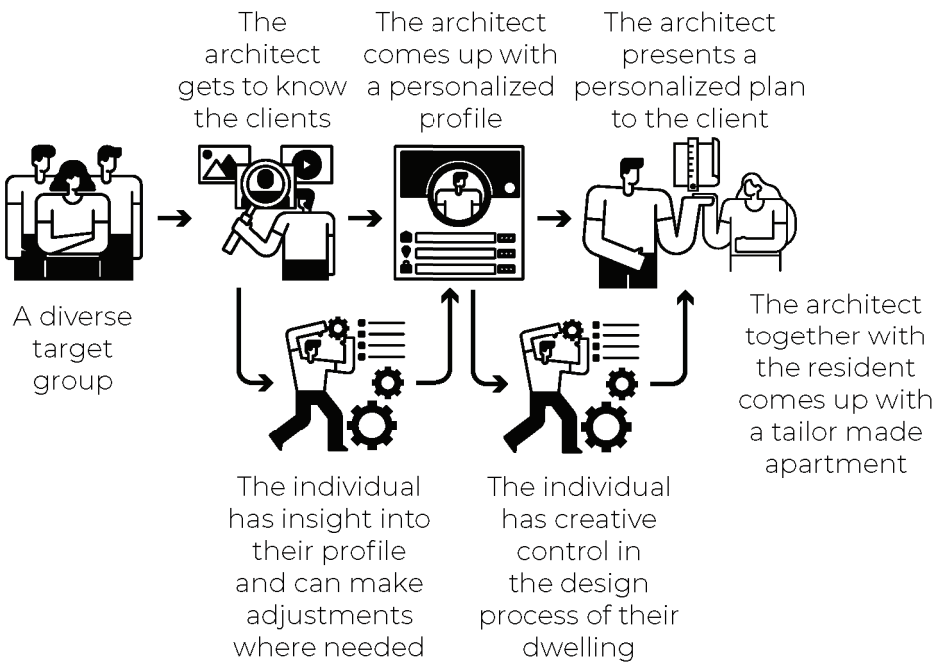 The
architect
gets to know
the clients
The architect
comes up with
a personalized
profile
The architect
presents a
personalized plan
to the client
A diverse
target
group
The architect
together with
the resident
comes up with
a tailor made
apartment
The individual
has insight into
their profile
and can make
adjustments
where needed
The individual
has creative
control in
the design
process of their
dwelling